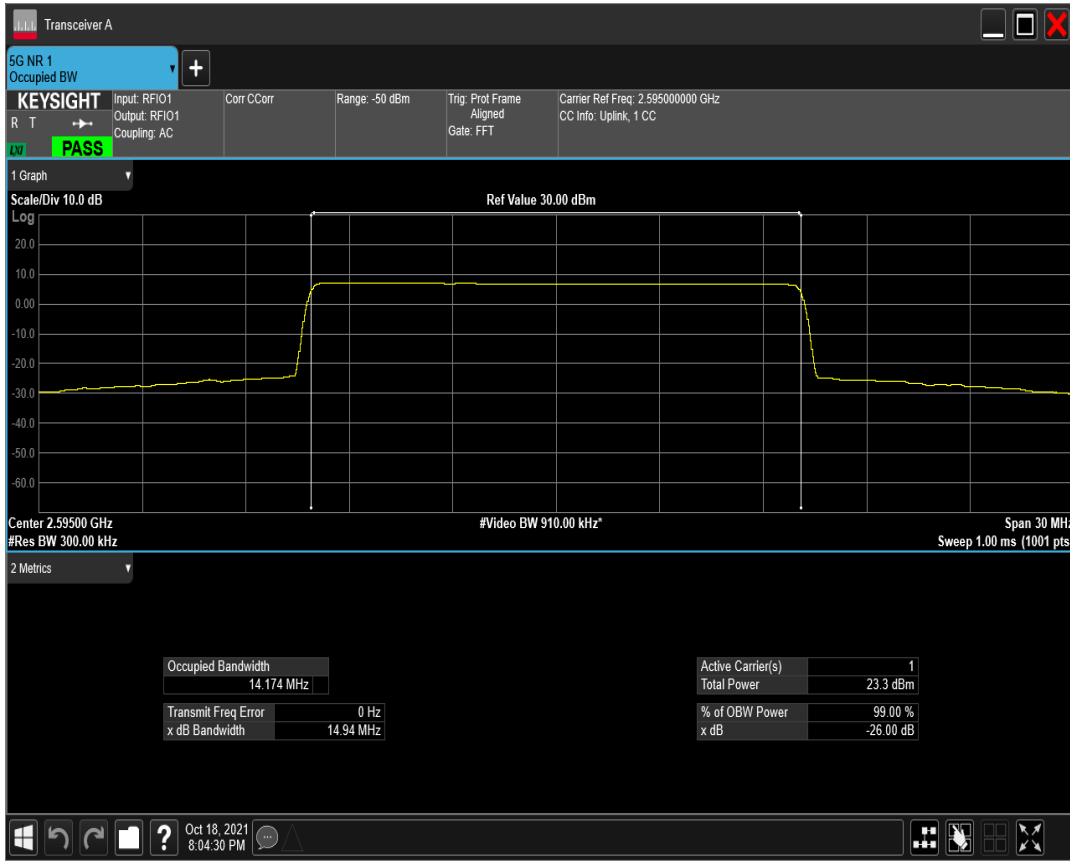 Transceiver A
5G NR 1
Occupied BW
KEYSIGHT
R T
LXI
PASS
Input: RFIO1
Output: RFIO1
Coupling: AC
Corr CCorr
Range: -50 dBm
Trig: Prot Frame
Aligned
Gate: FFT
Carrier Ref Freq: 2.595000000 GHz
CC Info: Uplink, 1 CC
1 Graph
Scale/Div 10.0 dB
Ref Value 30.00 dBm
Log
20.0
10.0
0.00
-10.0
-20.0
-30.0
-40.0
-50.0
-60.0
Center 2.59500 GHz
#Video BW 910.00 kHz*
Span 30 MHz
#Res BW 300.00 kHz
Sweep 1.00 ms (1001 pts
2 Metrics
Occupied Bandwidth
14.174 MHz
Transmit Freq Error 0 Hz
x dB Bandwidth 14.94 MHz
Active Carrier(s) 1
Total Power 23.3 dBm
% of OBW Power 99.00 %
x dB -26.00 dB
?
Oct 18, 2021
8:04:30 PM